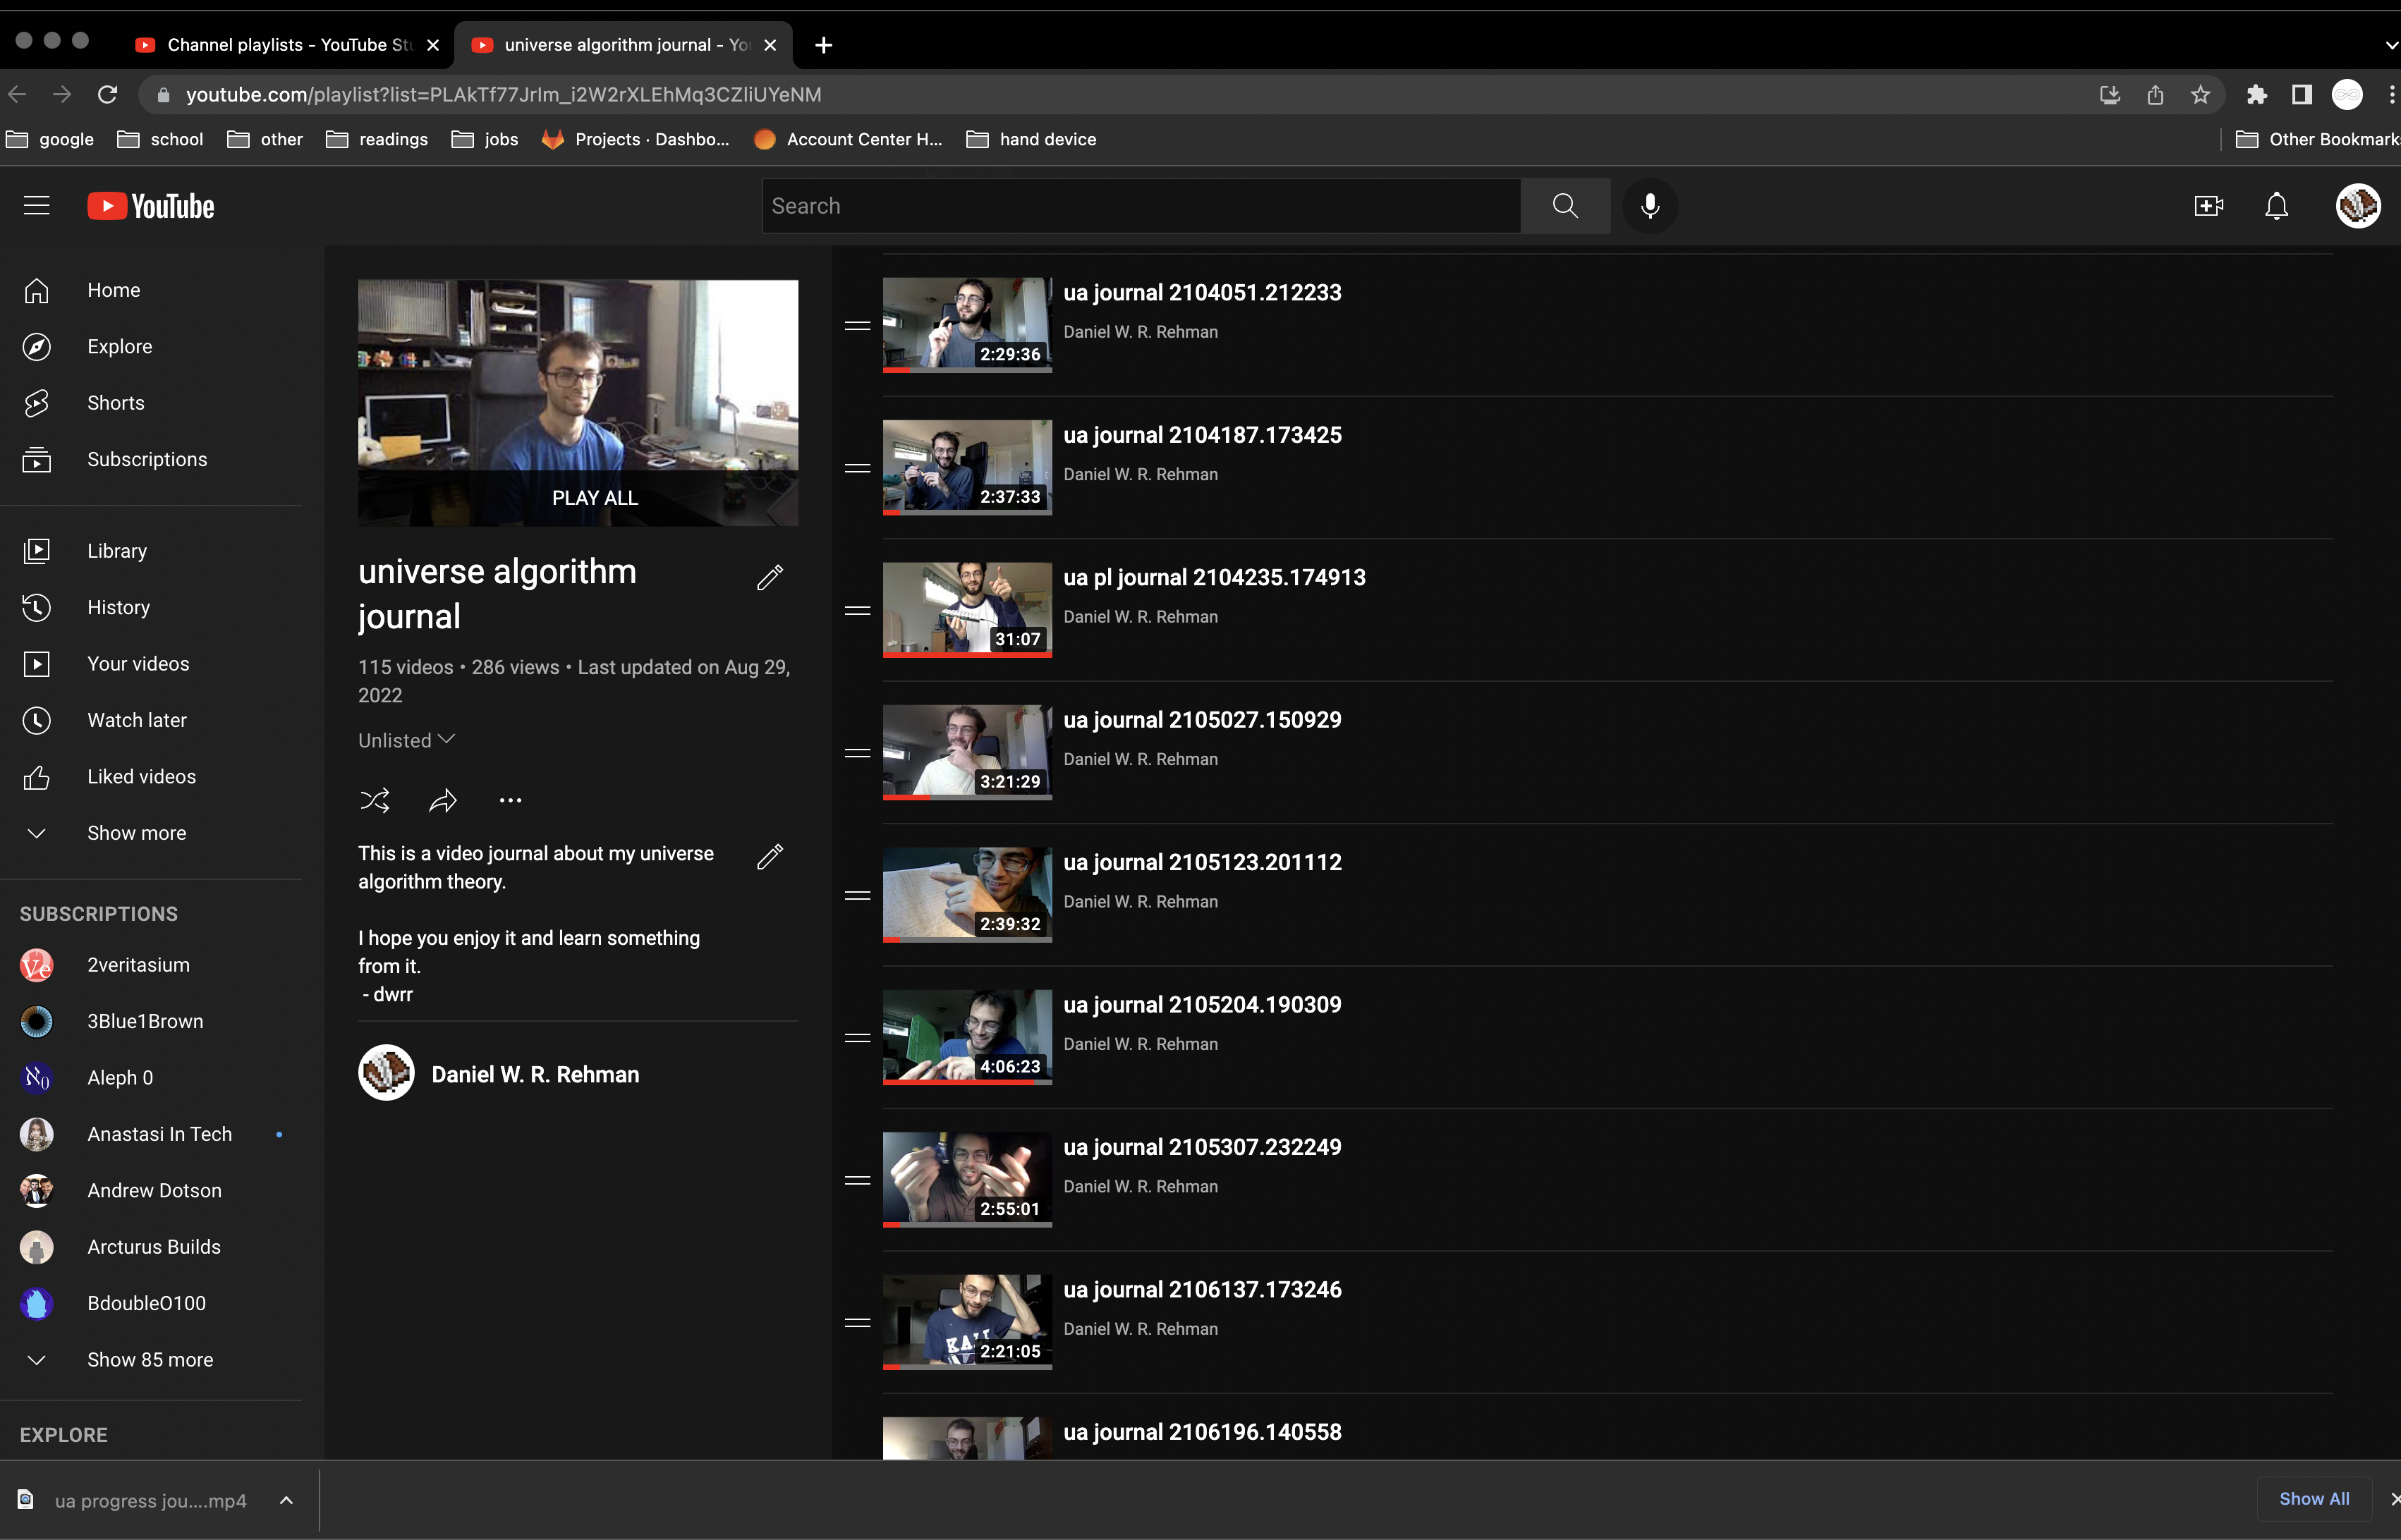 Channel playlists - YouTube Stu
universe algorithm journal - You
youtube.com/playlist?list=PLAkTf77JrIm_i2W2rXLEhMq3CZliUYeNM
google
school
other
readings
jobs
Projects · Dashbo...
Account Center H...
hand device
Other Bookmarks
YouTube
Search
Home
Explore
Shorts
Subscriptions
Library
History
Your videos
Watch later
Liked videos
Show more
SUBSCRIPTIONS
2veritasium
3Blue1Brown
Aleph 0
Anastasi In Tech
Andrew Dotson
Arcturus Builds
BdoubleO100
Show 85 more
EXPLORE
PLAY ALL
universe algorithm
journal
115 videos • 286 views • Last updated on Aug 29,
2022
Unlisted
This is a video journal about my universe
algorithm theory.
I hope you enjoy it and learn something
from it.
- dwrr
Daniel W. R. Rehman
ua journal 2104051.212233
Daniel W. R. Rehman
2:29:36
ua journal 2104187.173425
Daniel W. R. Rehman
2:37:33
ua pl journal 2104235.174913
Daniel W. R. Rehman
31:07
ua journal 2105027.150929
Daniel W. R. Rehman
3:21:29
ua journal 2105123.201112
Daniel W. R. Rehman
2:39:32
ua journal 2105204.190309
Daniel W. R. Rehman
4:06:23
ua journal 2105307.232249
Daniel W. R. Rehman
2:55:01
ua journal 2106137.173246
Daniel W. R. Rehman
2:21:05
ua journal 2106196.140558
ua progress jou....mp4
Show All